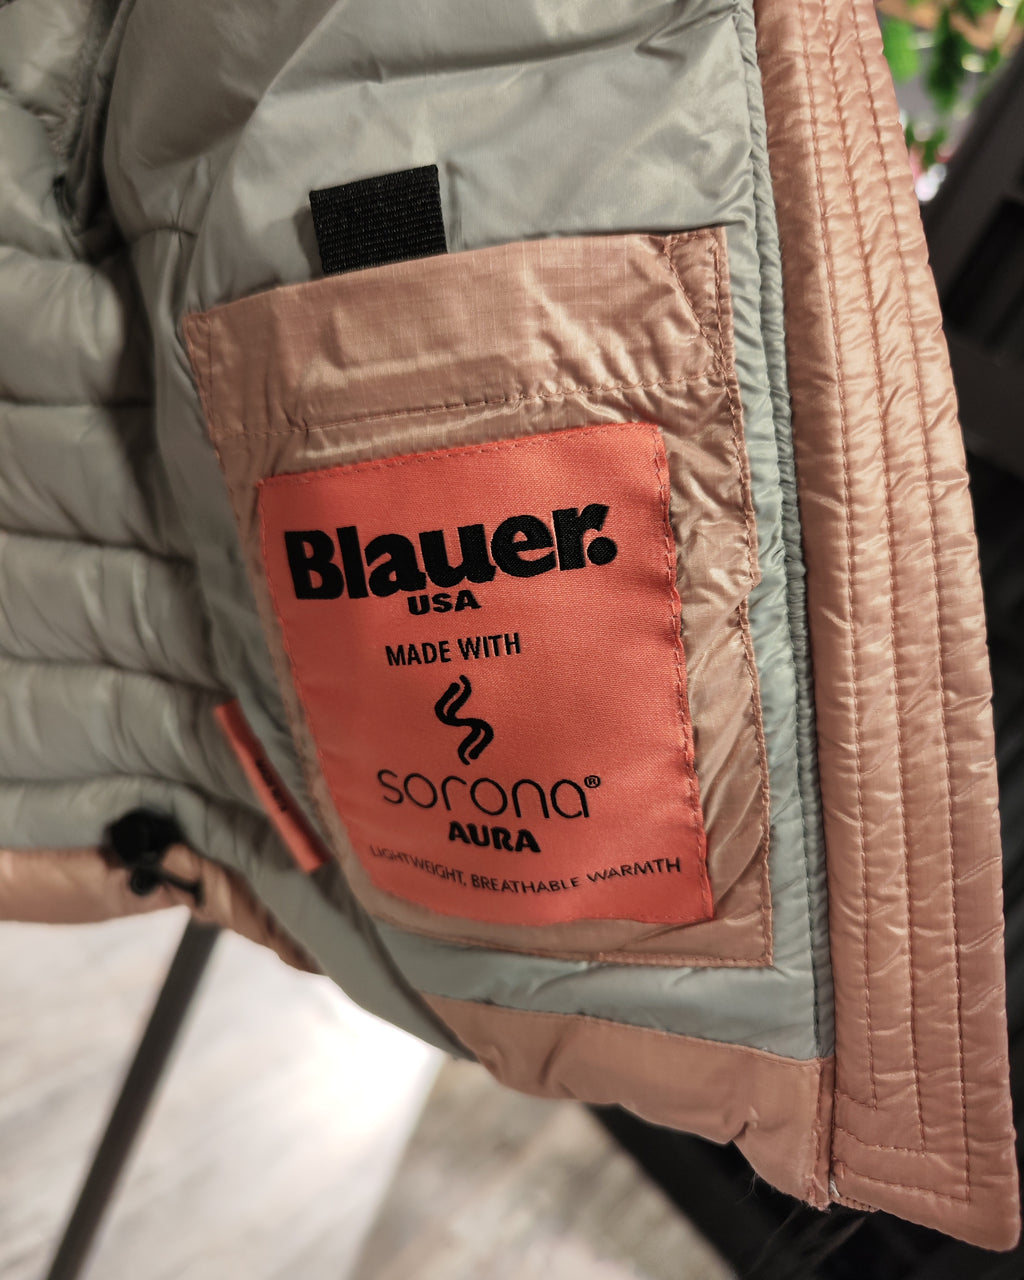 Blauer.
USA
MADE WITH
sorona®
AURA
LIGHTWEIGHT, BREATHABLE WARMTH